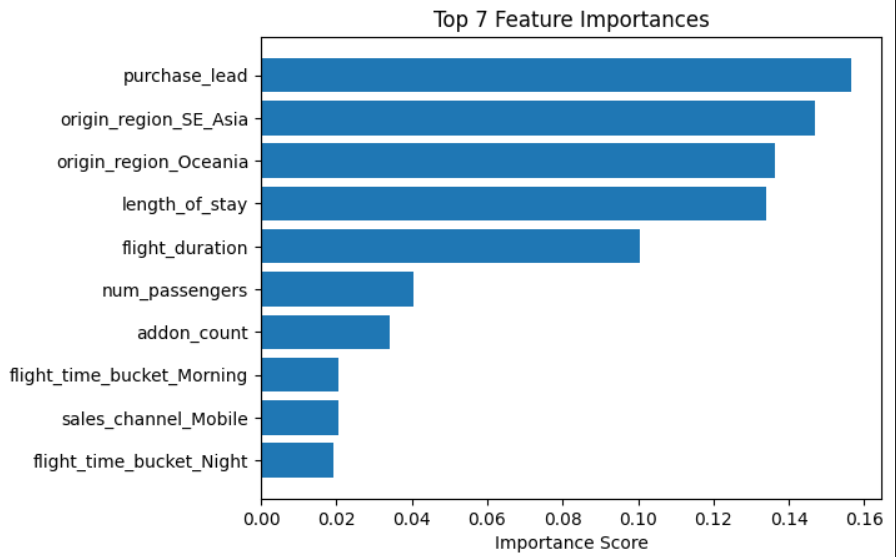 Top 7 Feature Importances
purchase_lead
origin_region_SE_Asia
origin_region_Oceania
length_of_stay
flight_duration
num_passengers
addon_count
flight_time_bucket_Morning
sales_channel_Mobile
flight_time_bucket_Night
0.00 0.02 0.04 0.06 0.08 0.10 0.12 0.14 0.16
Importance Score